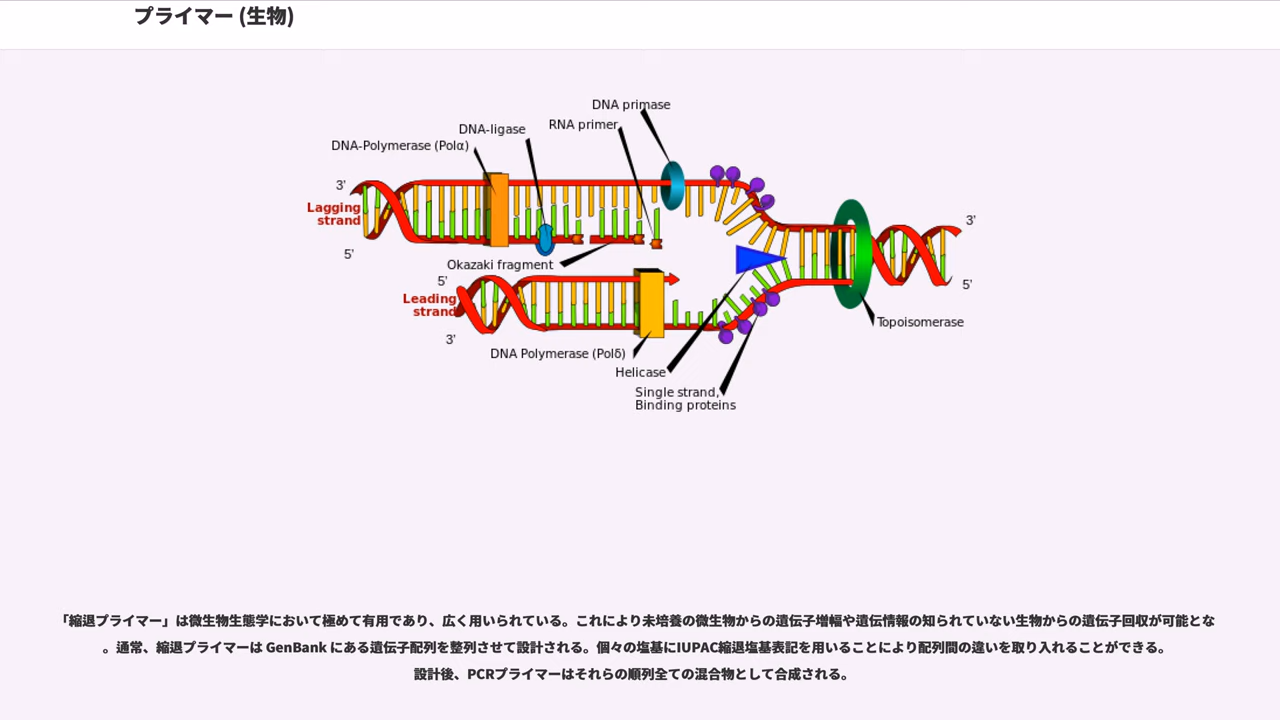 プライマー (生物)
DNA primase
RNA primer
DNA-ligase
DNA-Polymerase (Polα)
3'
Lagging
strand
5'
Okazaki fragment
5'
Leading
strand
3'
DNA Polymerase (Polδ)
Helicase
Single strand,
Binding proteins
Topoisomerase
3'
5'
「縮退プライマー」は微生物生態学において極めて有用であり、広く用いられている。これにより未培養の微生物からの遺伝子増幅や遺伝情報の知られていない生物からの遺伝子回収が可能とな
。通常、縮退プライマーは GenBank にある遺伝子配列を整列させて設計される。個々の塩基にIUPAC縮退塩基表記を用いることにより配列間の違いを取り入れることができる。
設計後、PCRプライマーはそれらの順列全ての混合物として合成される。